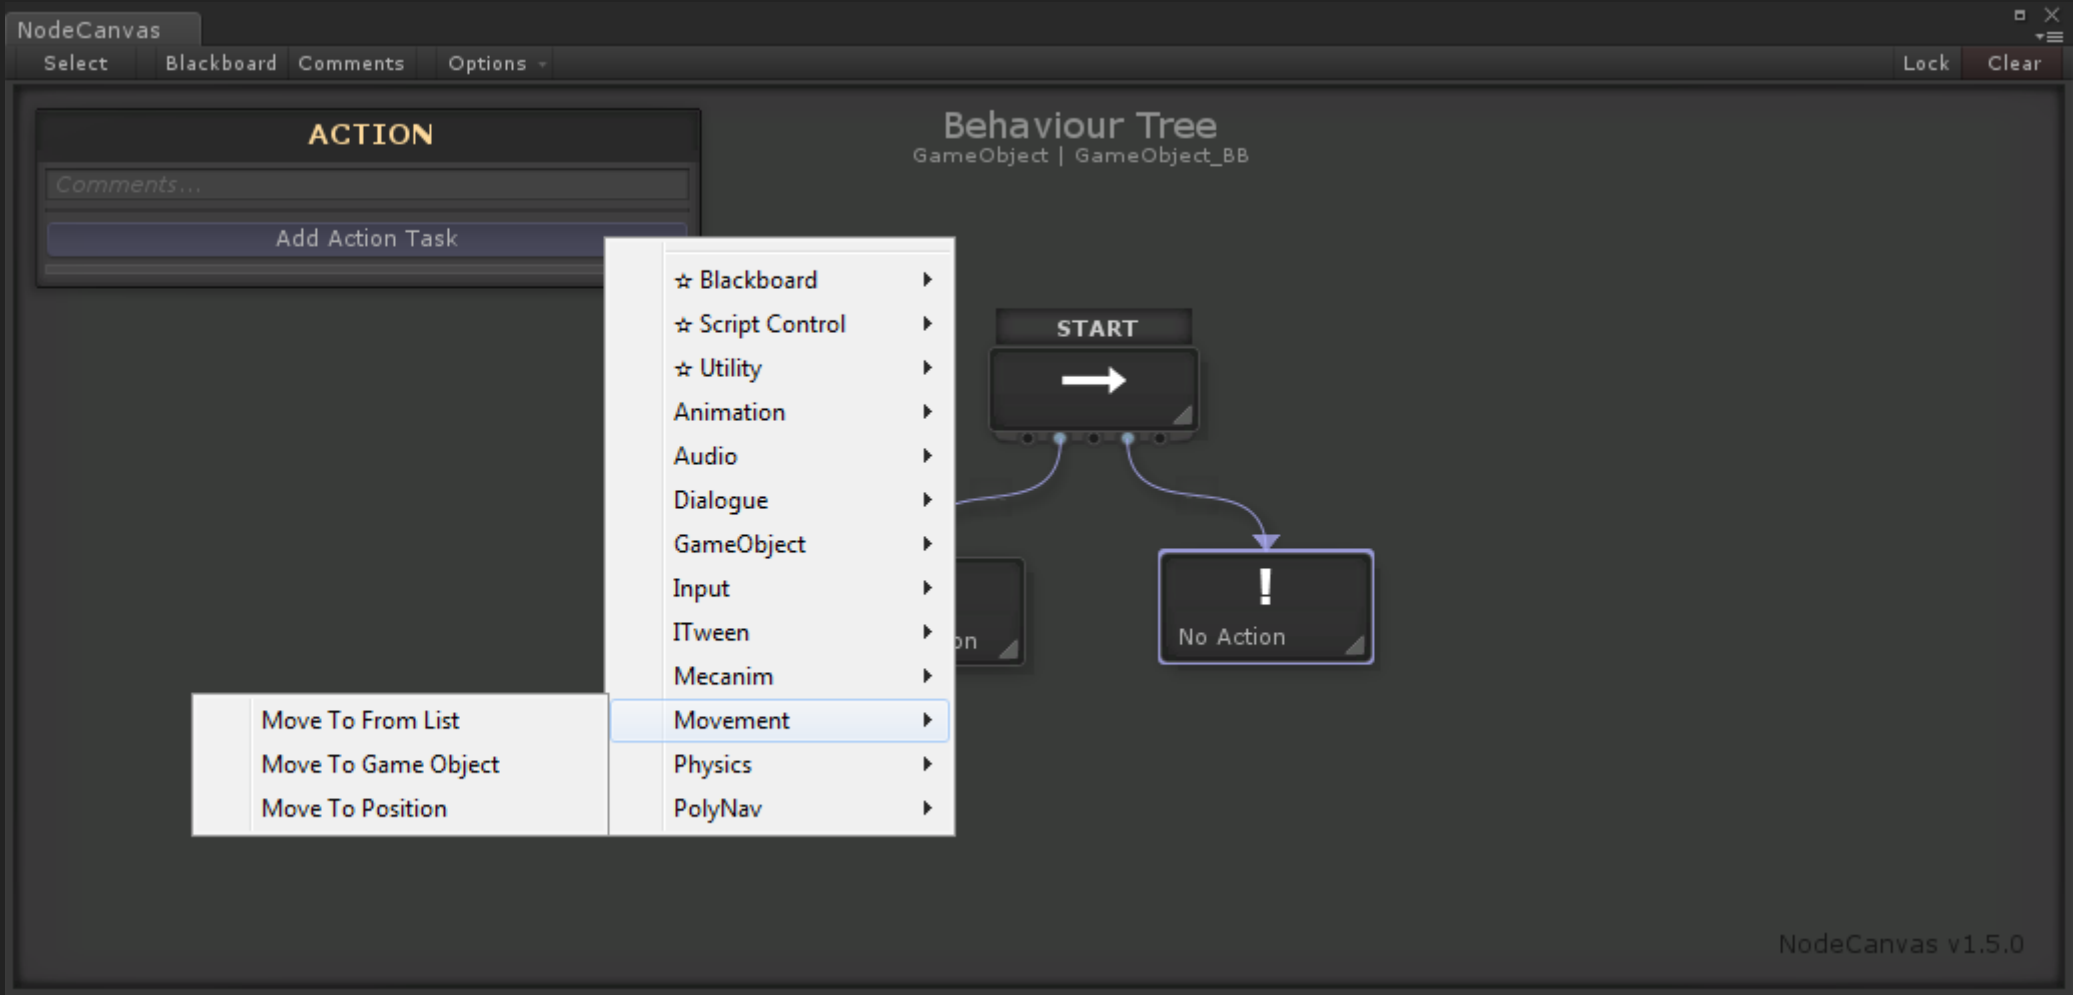 NodeCanvas
Select Blackboard Comments Options Lock Clear
ACTION
Comments...
Add Action Task
Behaviour Tree
GameObject | GameObject_BB
☆ Blackboard
☆ Script Control
☆ Utility
Animation
Audio
Dialogue
GameObject
Input
ITween
Mecanim
Movement
Physics
PolyNav
Move To From List
Move To Game Object
Move To Position
START
on
!
No Action
NodeCanvas v1.5.0